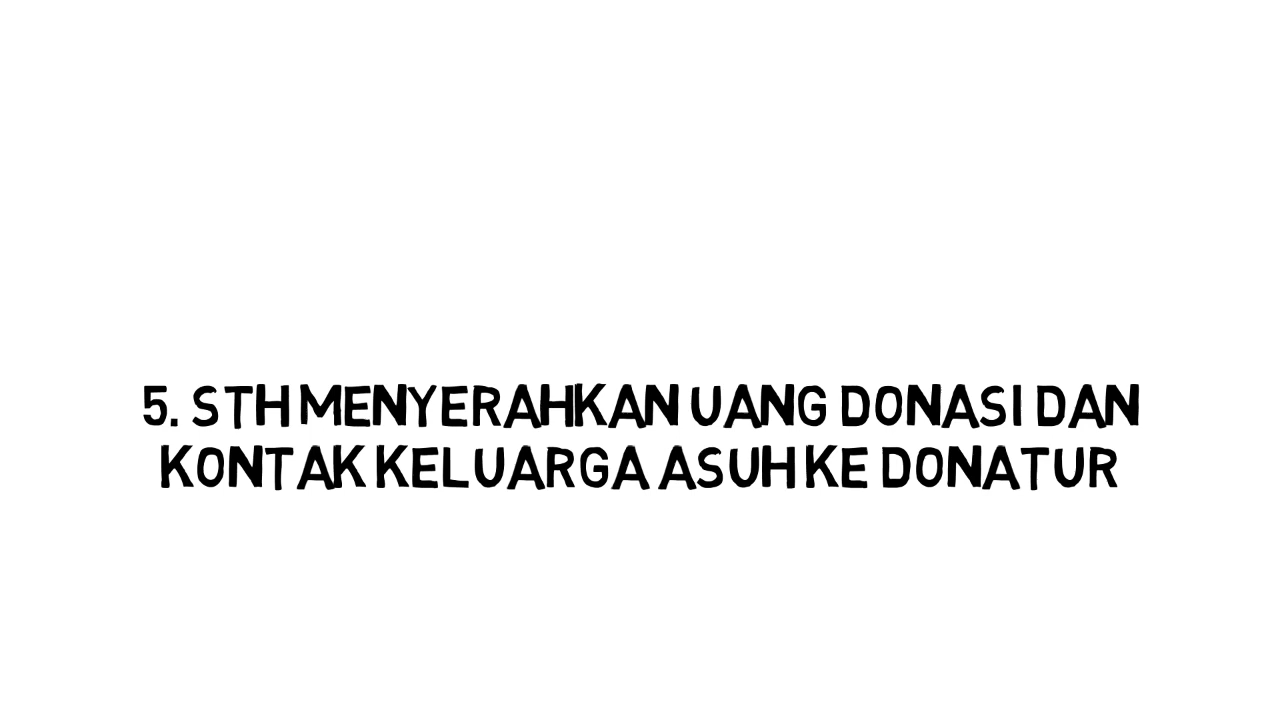 5. STH MENYERAHKAN UANG DONASI DAN
KONTAK KELUARGA ASUH KE DONATUR